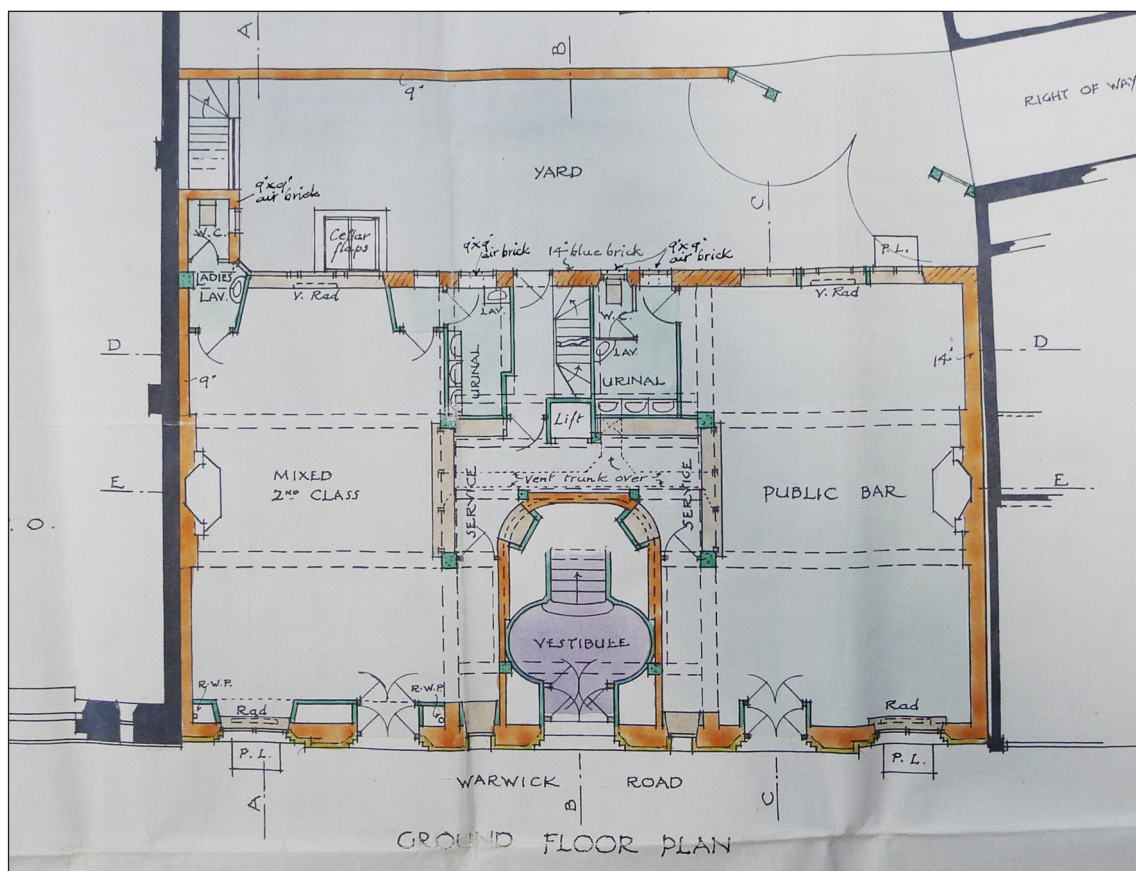 A
B
9"
RIGHT OF WAY
YARD
9"x9"
air brick
W.C.
Cellar
flaps
C
9"x9"
air brick
14" blue brick
9"x9"
air brick
P.L.
LADIES
LAV.
V. Rad
LAV.
W.C.
V. Rad
D
D
9"
URINAL
LAV.
URINAL
14"
Lift
MIXED
2ND CLASS
E
SERVICE
Vent trunk over
SERVICE
PUBLIC BAR
E
O.
VESTIBULE
R.W.P.
R.W.P.
Rad
Rad
P.L.
P.L.
WARWICK ROAD
A
B
C
GROUND FLOOR PLAN